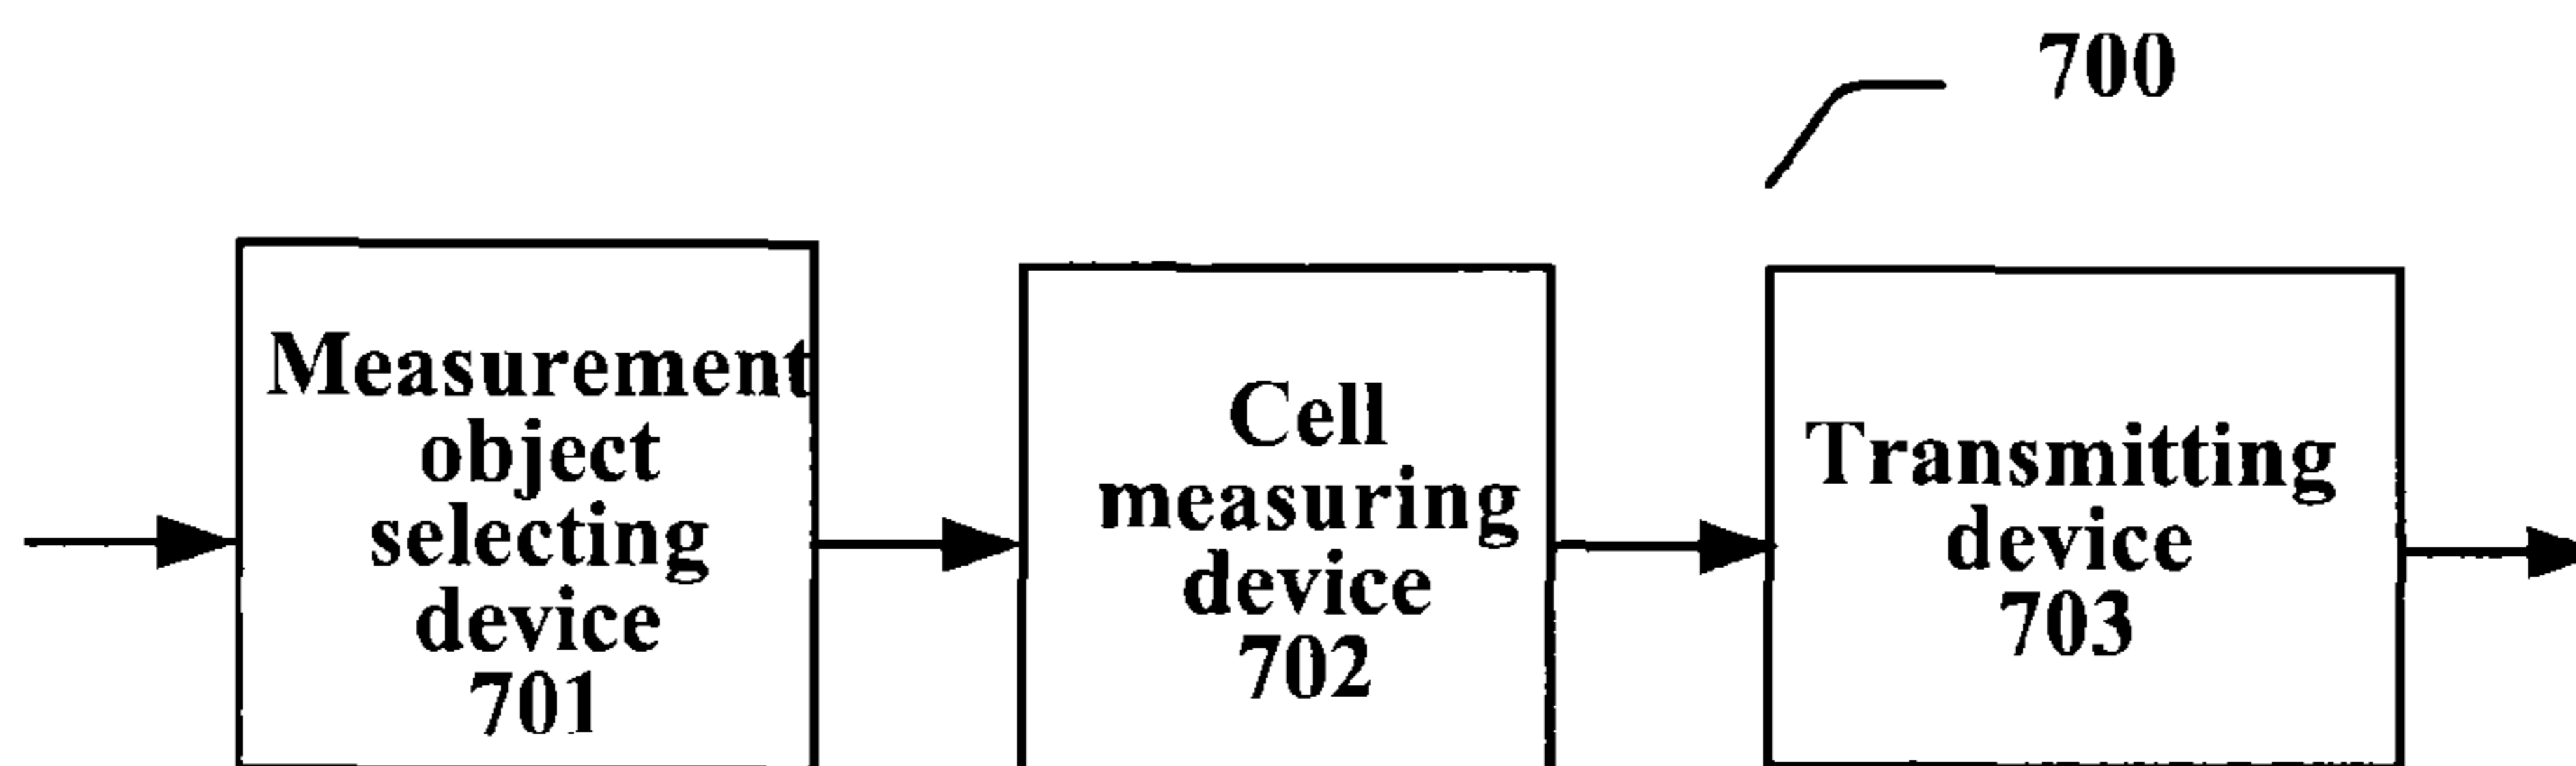 700
Measurement
object
selecting
device
701
Cell
measuring
device
702
Transmitting
device
703